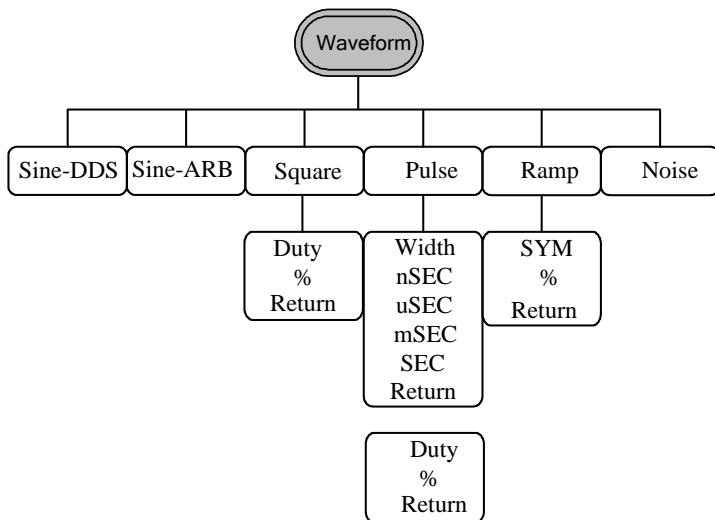 Waveform
Sine-DDS
Sine-ARB
Square
Pulse
Ramp
Noise
Duty
%
Return
Width
nSEC
uSEC
mSEC
SEC
Return
SYM
%
Return
Duty
%
Return